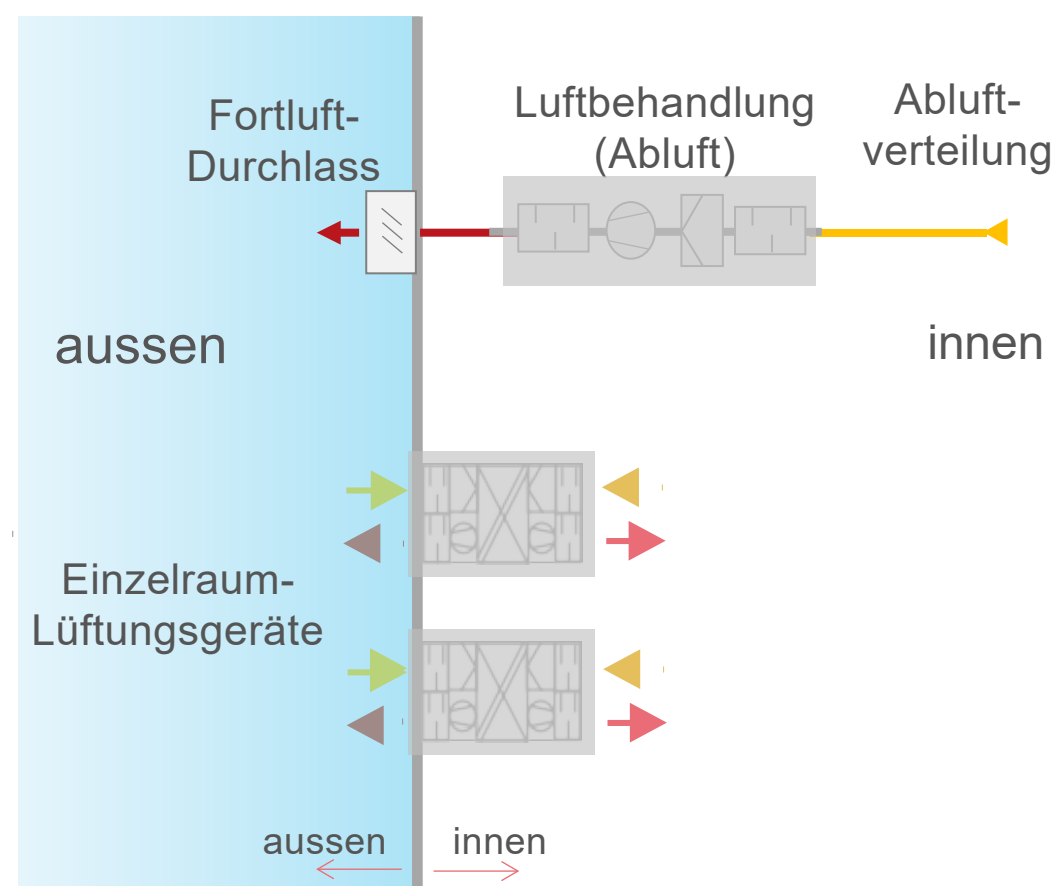 Fortluft-
Durchlass
Luftbehandlung
(Abluft)
Abluft-
verteilung
aussen
innen
Einzelraum-
Lüftungsgeräte
aussen
innen